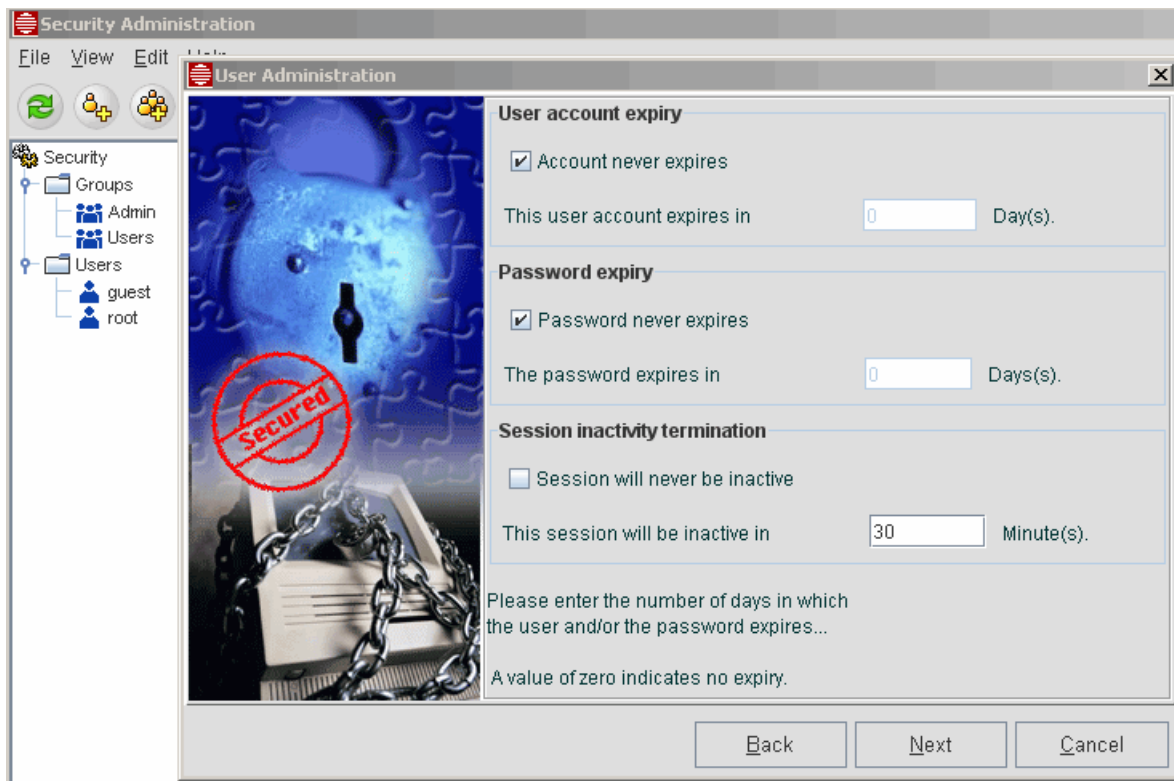 Security Administration
File View Edit
User Administration
Security
Groups
Admin
Users
Users
guest
root
Secured
User account expiry
Account never expires
This user account expires in 0 Day(s).
Password expiry
Password never expires
The password expires in 0 Days(s).
Session inactivity termination
Session will never be inactive
This session will be inactive in 30 Minute(s).
Please enter the number of days in which
the user and/or the password expires...
A value of zero indicates no expiry.
Back Next Cancel